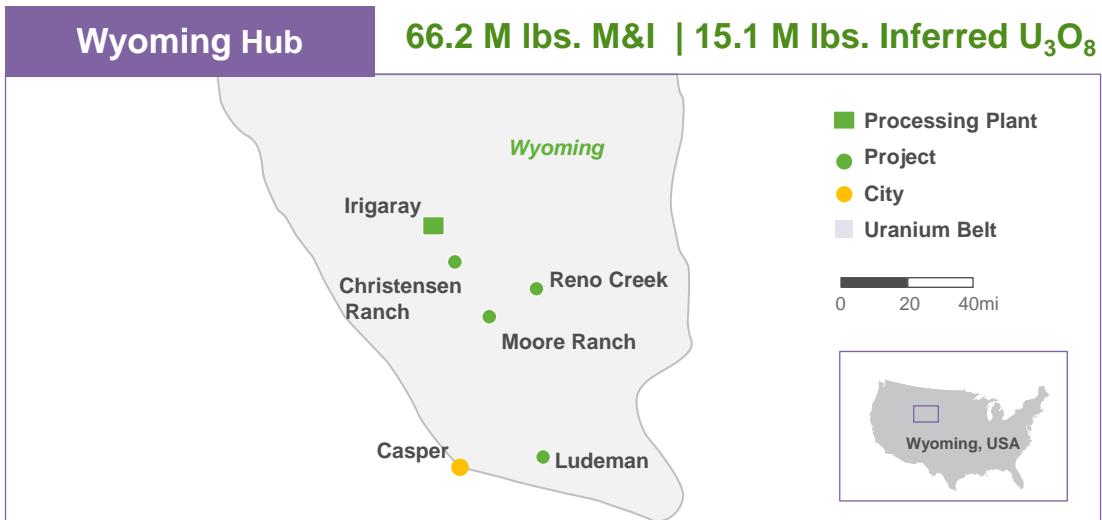 Wyoming Hub
66.2 M lbs. M&I | 15.1 M lbs. Inferred U₃O₈
Wyoming
Irigaray
Christensen
Ranch
Reno Creek
Moore Ranch
Casper
Ludeman
Processing Plant
Project
City
Uranium Belt
0 20 40mi
Wyoming, USA